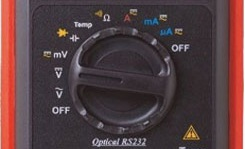 Temp Ω A mA
µA
mV OFF
V
V
OFF
Optical RS232